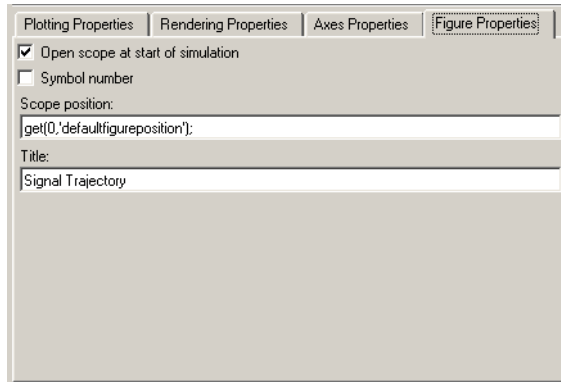 Plotting Properties Rendering Properties Axes Properties Figure Properties
Open scope at start of simulation
Symbol number
Scope position:
get(0,'defaultfigureposition');
Title:
Signal Trajectory